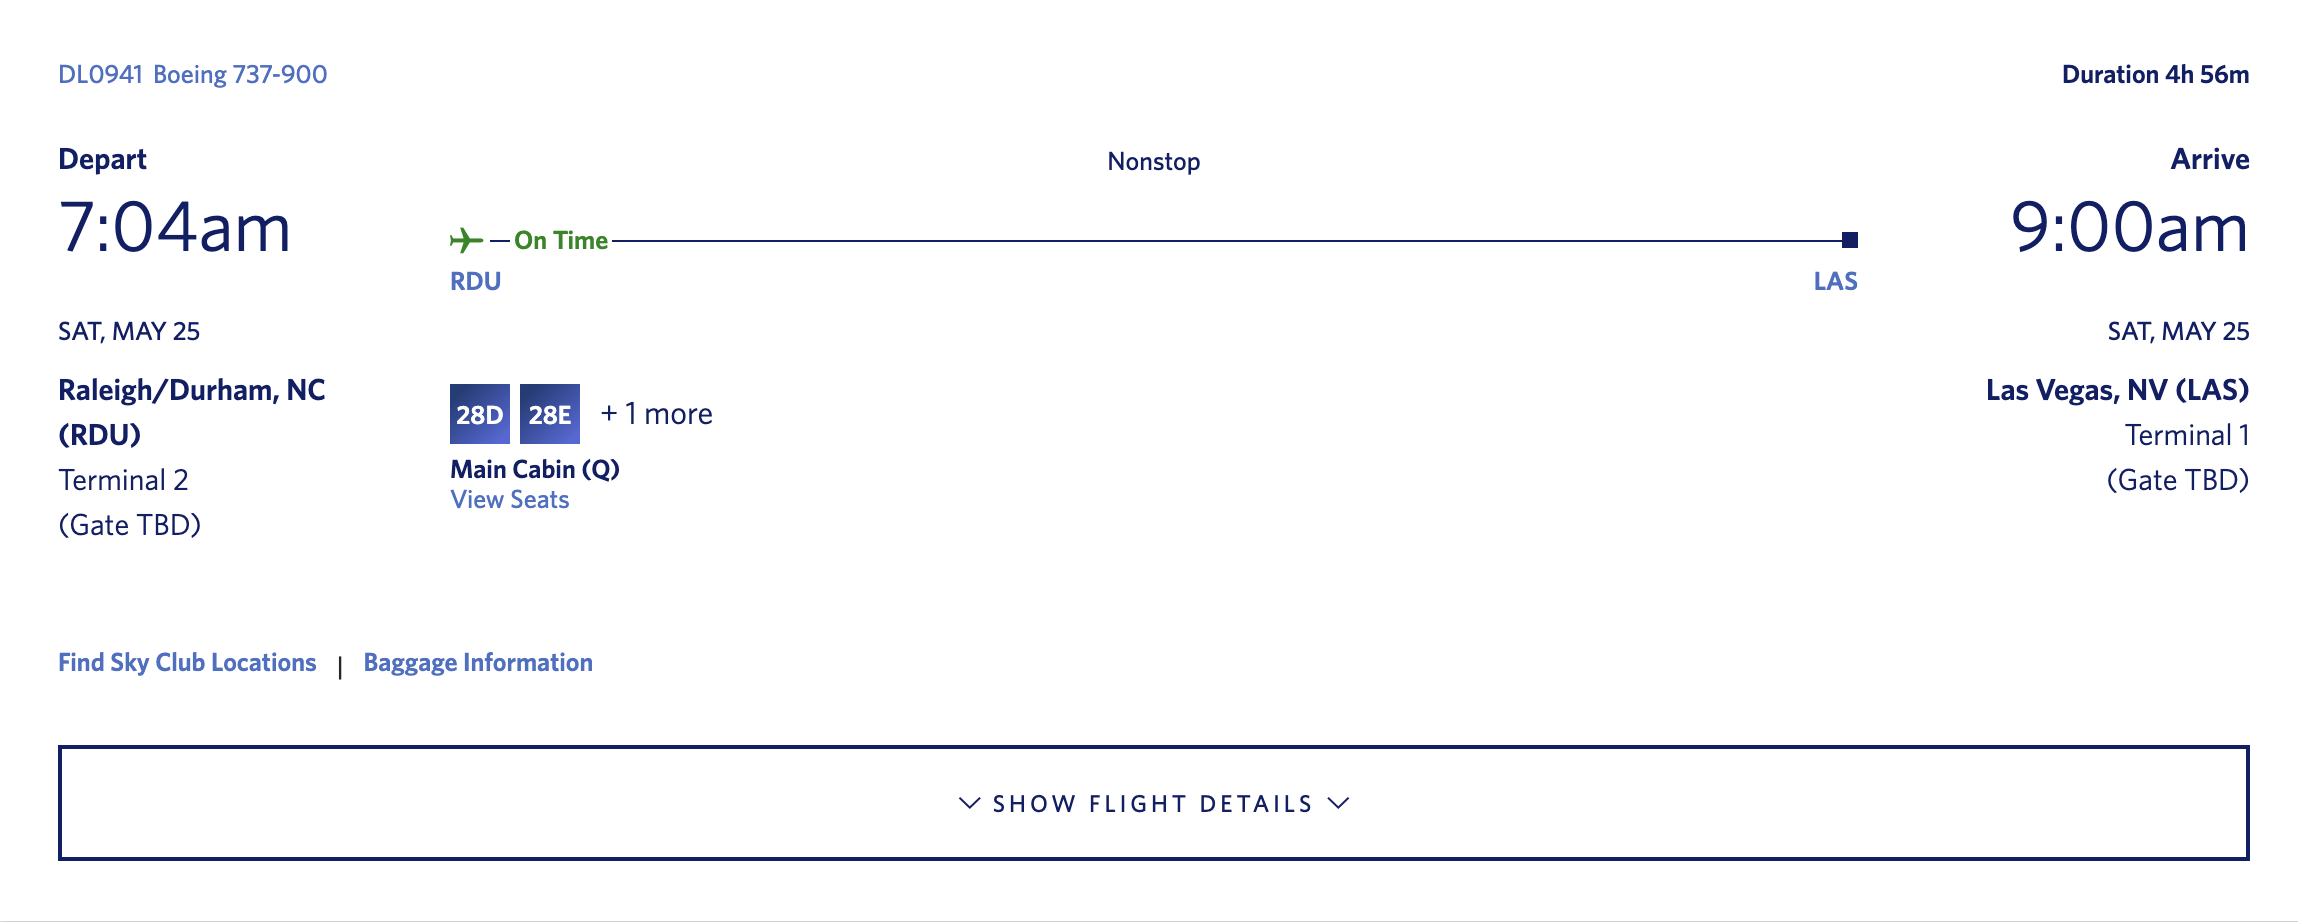 DL0941 Boeing 737-900
Duration 4h 56m
Depart
Nonstop
Arrive
7:04am
On Time
9:00am
RDU
LAS
SAT, MAY 25
SAT, MAY 25
Raleigh/Durham, NC
(RDU)
Terminal 2
(Gate TBD)
28D 28E + 1 more
Main Cabin (Q)
View Seats
Las Vegas, NV (LAS)
Terminal 1
(Gate TBD)
Find Sky Club Locations | Baggage Information
SHOW FLIGHT DETAILS